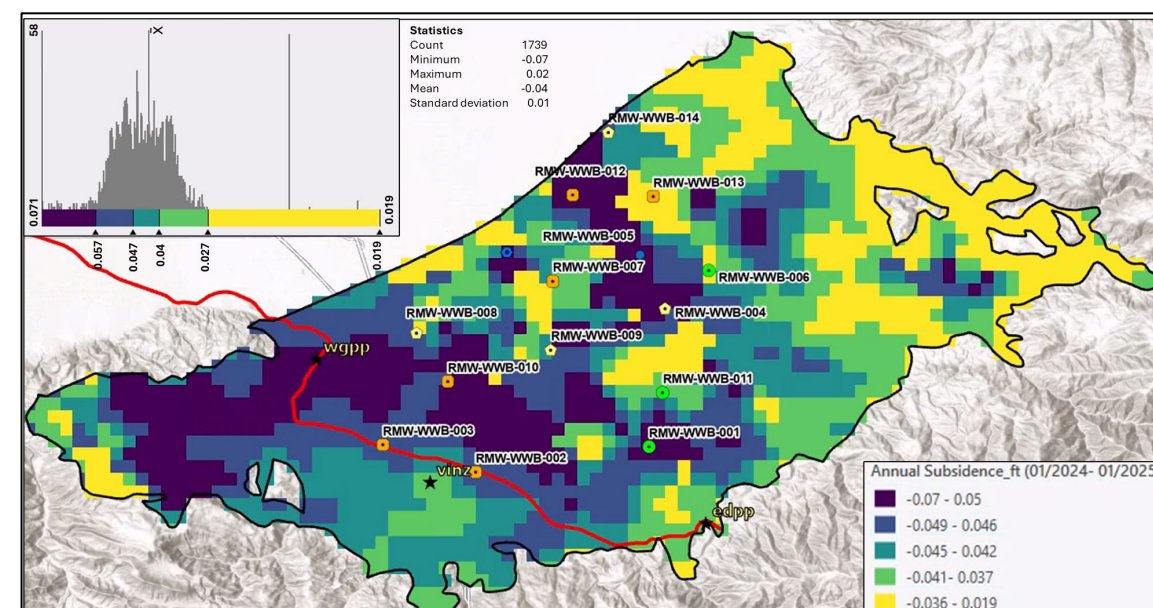 58
X
0.071
0.019
0.057
0.047
0.04
0.027
0.019
Statistics
Count 1739
Minimum -0.07
Maximum 0.02
Mean -0.04
Standard deviation 0.01
RMW-WWB-014
RMW-WWB-012
RMW-WWB-013
RMW-WWB-005
RMW-WWB-007
RMW-WWB-006
RMW-WWB-008
RMW-WWB-004
RMW-WWB-009
wgpp
RMW-WWB-010
RMW-WWB-011
RMW-WWB-003
RMW-WWB-001
RMW-WWB-002
vinz
edpp
Annual Subsidence_ft (01/2024- 01/2025
-0.07 - 0.05
-0.049 - 0.046
-0.045 - 0.042
-0.041- 0.037
-0.036 - 0.019